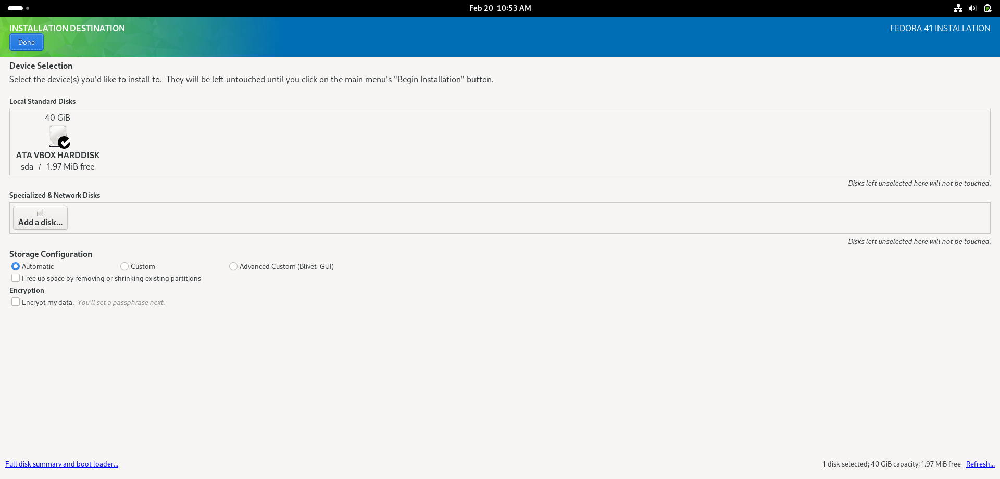 Feb 20 10:53 AM
INSTALLATION DESTINATION
FEDORA 41 INSTALLATION
Done
Device Selection
Select the device(s) you'd like to install to.  They will be left untouched until you click on the main menu's "Begin Installation" button.
Local Standard Disks
40 GiB
ATA VBOX HARDDISK
sda / 1.97 MiB free
Disks left unselected here will not be touched.
Specialized & Network Disks
Add a disk...
Disks left unselected here will not be touched.
Storage Configuration
Automatic
Custom
Advanced Custom (Blivet-GUI)
Free up space by removing or shrinking existing partitions
Encryption
Encrypt my data. You'll set a passphrase next.
Full disk summary and boot loader...
1 disk selected; 40 GiB capacity; 1.97 MiB free
Refresh...